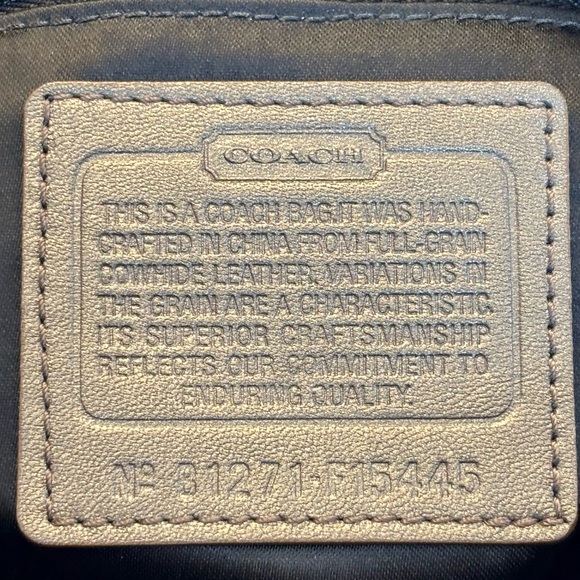 COACH
THIS IS A COACH BAG.IT WAS HAND-
CRAFTED IN CHINA FROM FULL-GRAIN
COWHIDE LEATHER. VARIATIONS IN
THE GRAIN ARE A CHARACTERISTIC.
ITS SUPERIOR CRAFTSMANSHIP
REFLECTS OUR COMMITMENT TO
ENDURING QUALITY.
Nº 31271-F15445